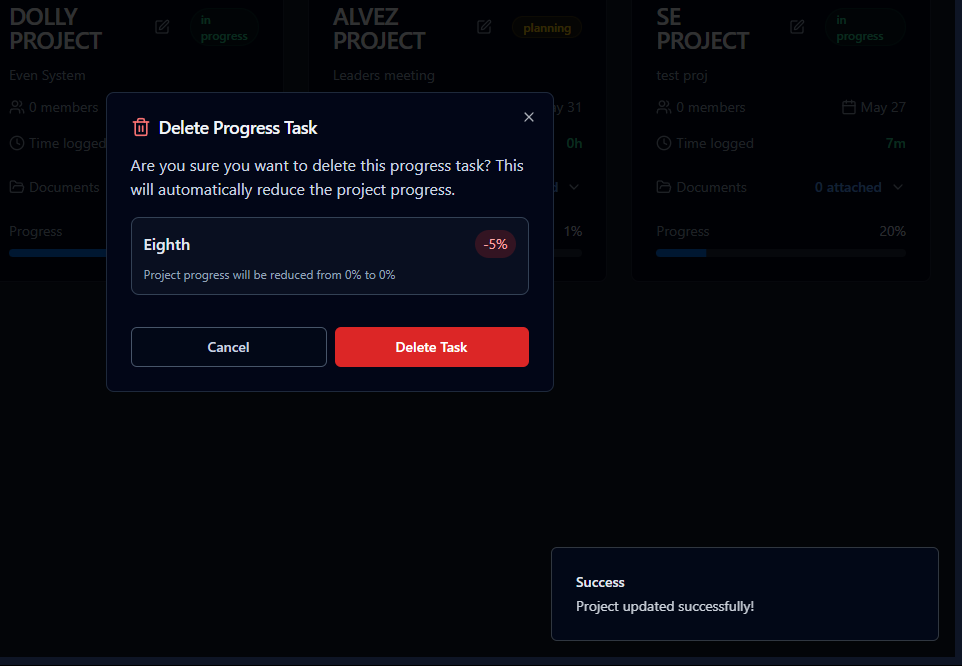 DOLLY
PROJECT
in
progress
Even System
0 members
Time logged
Documents
Progress
ALVEZ
PROJECT
planning
Leaders meeting
31
0h
1%
SE
PROJECT
in
progress
test proj
0 members
May 27
Time logged
7m
Documents
0 attached
Progress
20%
Delete Progress Task
Are you sure you want to delete this progress task? This
will automatically reduce the project progress.
Eighth
-5%
Project progress will be reduced from 0% to 0%
Cancel
Delete Task
Success
Project updated successfully!